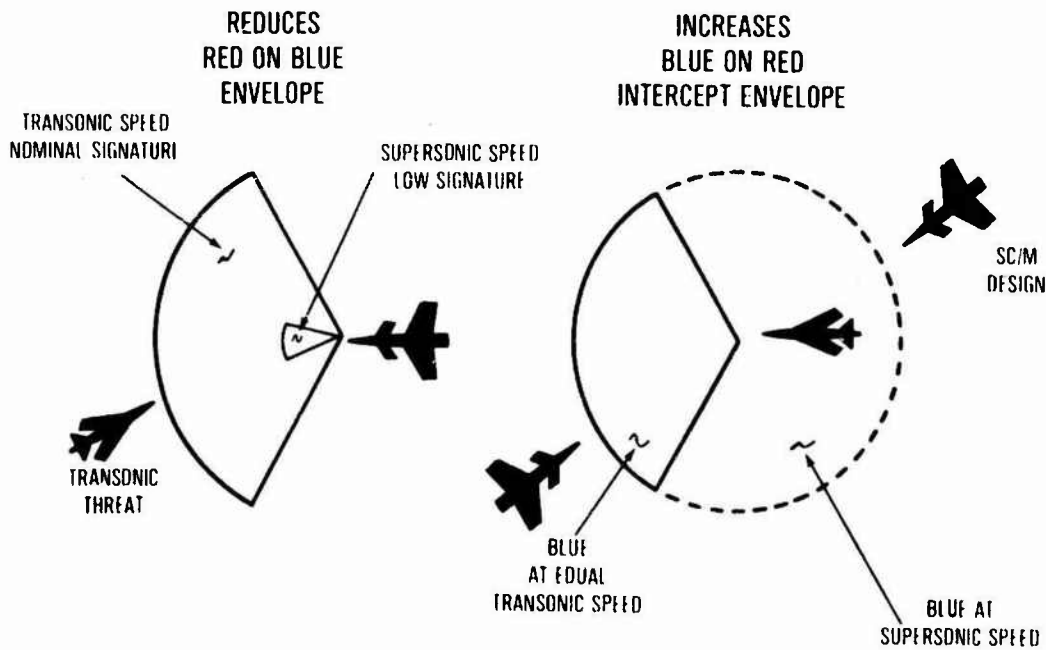 REDUCES
RED ON BLUE
ENVELOPE
TRANSONIC SPEED
NOMINAL SIGNATURI
SUPERSONIC SPEED
LOW SIGNATURE
TRANSONIC
THREAT
INCREASES
BLUE ON RED
INTERCEPT ENVELOPE
SC/M
DESIGN
BLUE
AT EQUAL
TRANSONIC SPEED
BLUE AT
SUPERSONIC SPEED